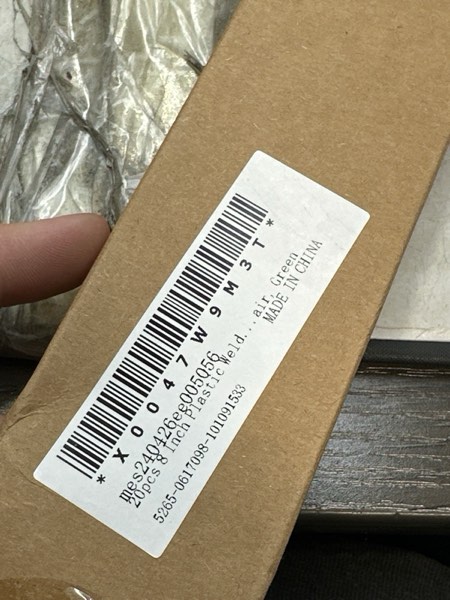 * X 0 0 4 7 W 9 M 3 T *
mes240426ee005056
20pcs 8 Inch Plastic Weld... air, Green
MADE IN CHINA
5265-0617098-101091533